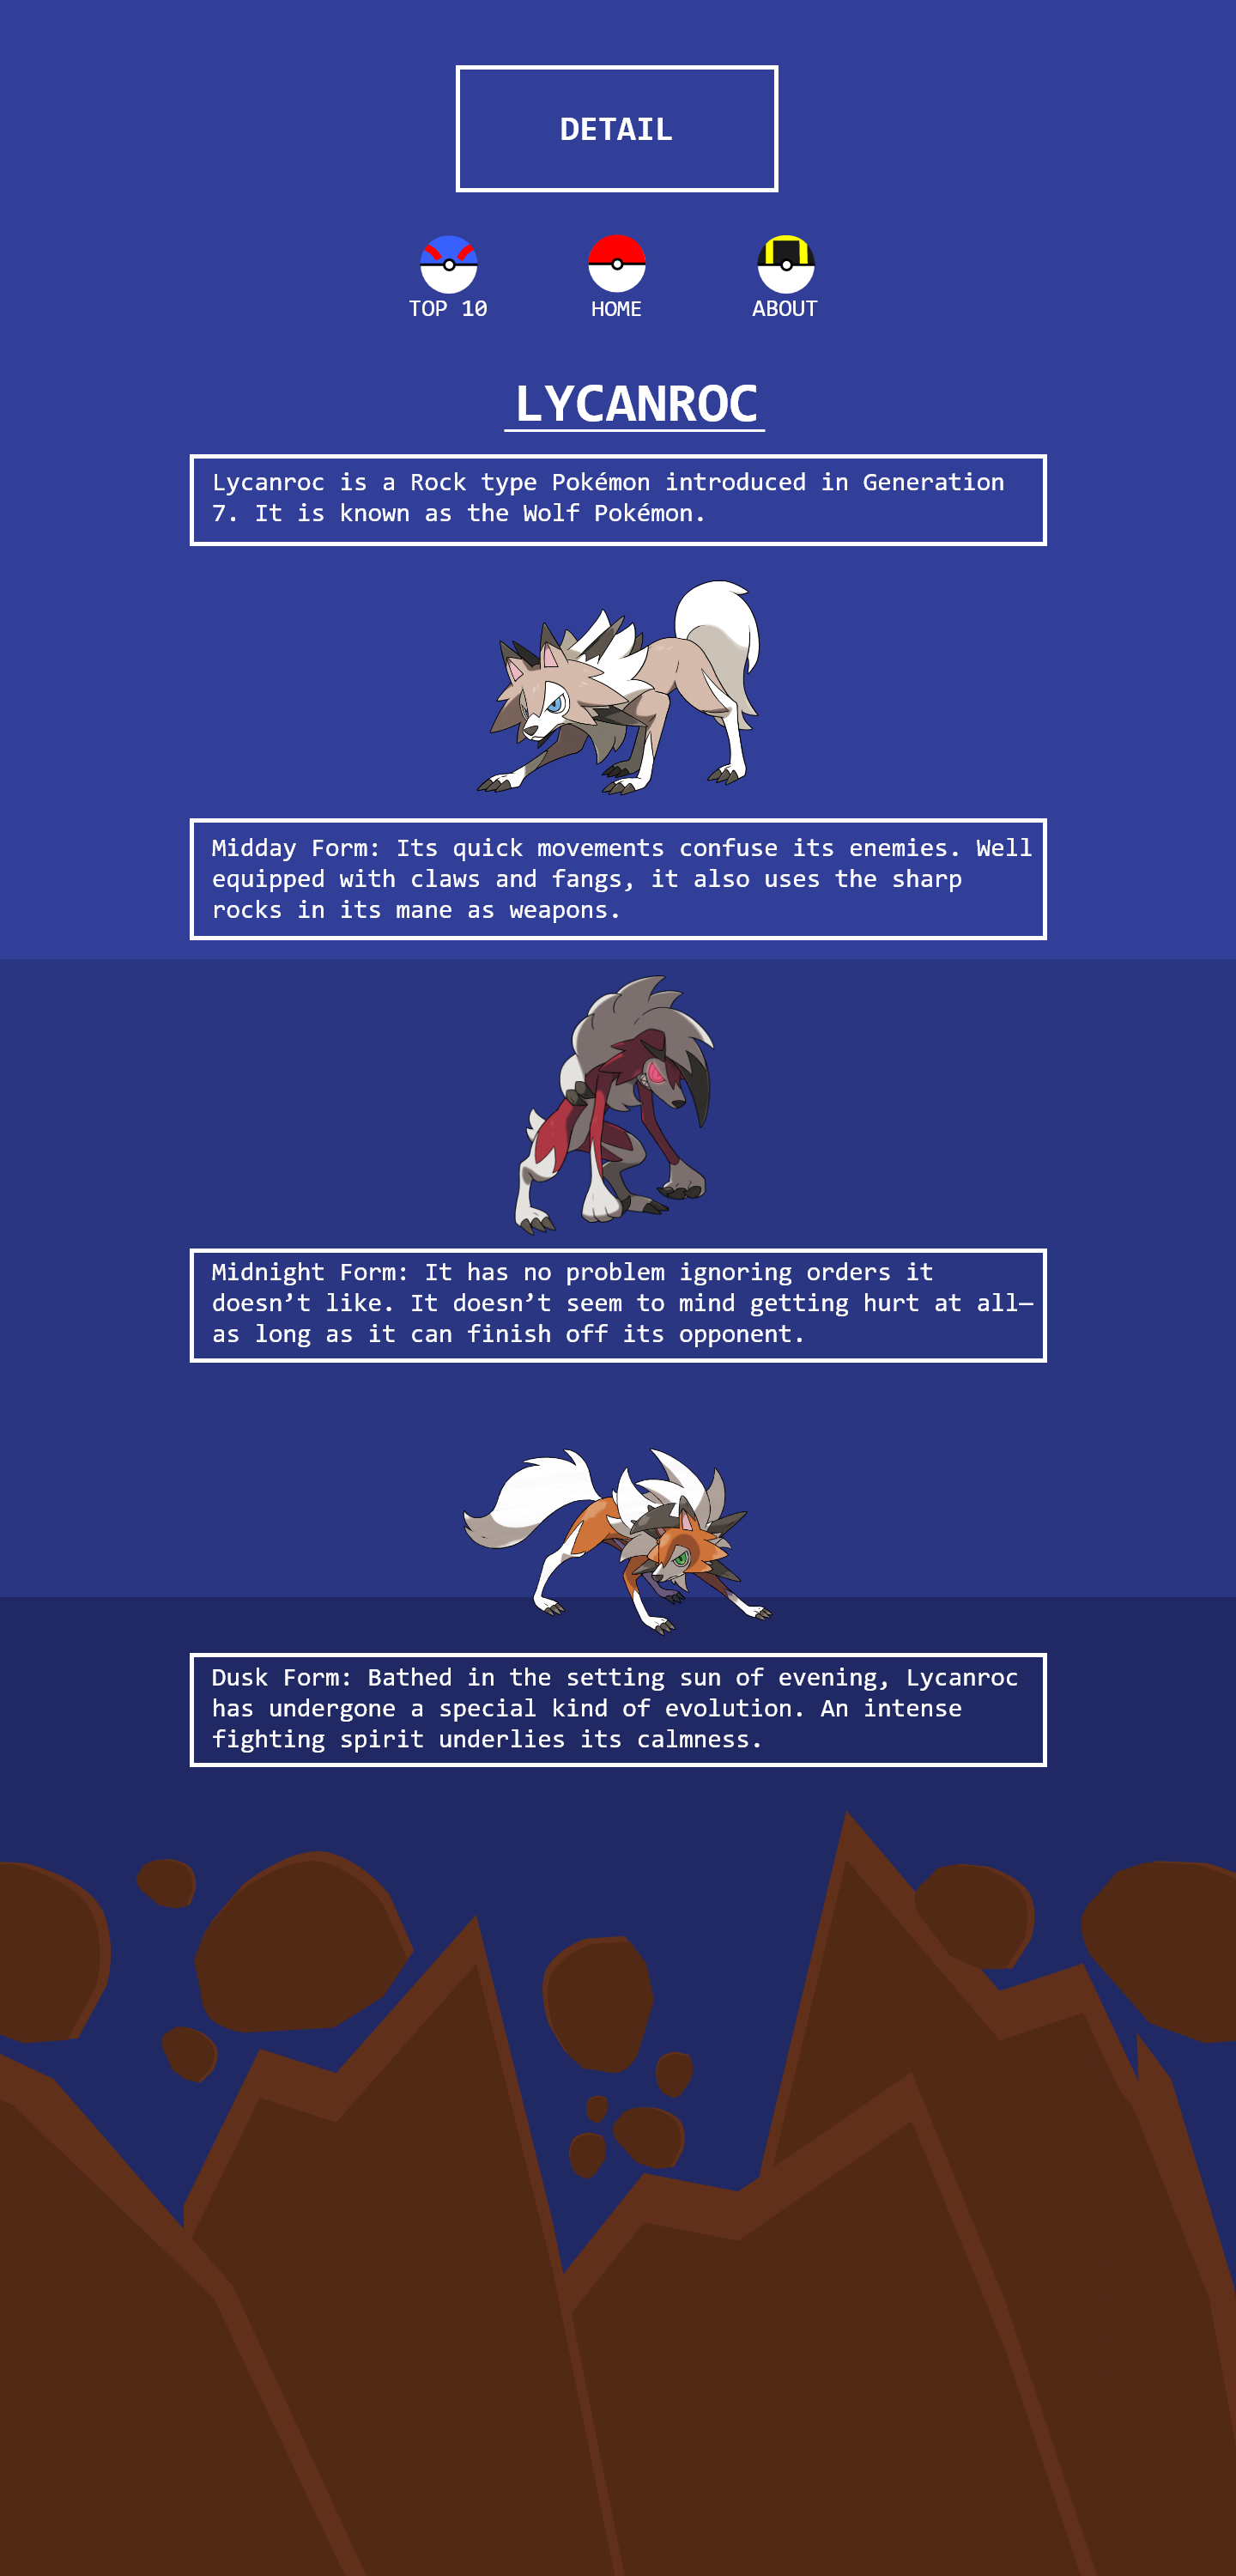 DETAIL
TOP 10
HOME
ABOUT
LYCANROC
Lycanroc is a Rock type Pokémon introduced in Generation
7. It is known as the Wolf Pokémon.
Midday Form: Its quick movements confuse its enemies. Well
equipped with claws and fangs, it also uses the sharp
rocks in its mane as weapons.
Midnight Form: It has no problem ignoring orders it
doesn’t like. It doesn’t seem to mind getting hurt at all—
as long as it can finish off its opponent.
Dusk Form: Bathed in the setting sun of evening, Lycanroc
has undergone a special kind of evolution. An intense
fighting spirit underlies its calmness.